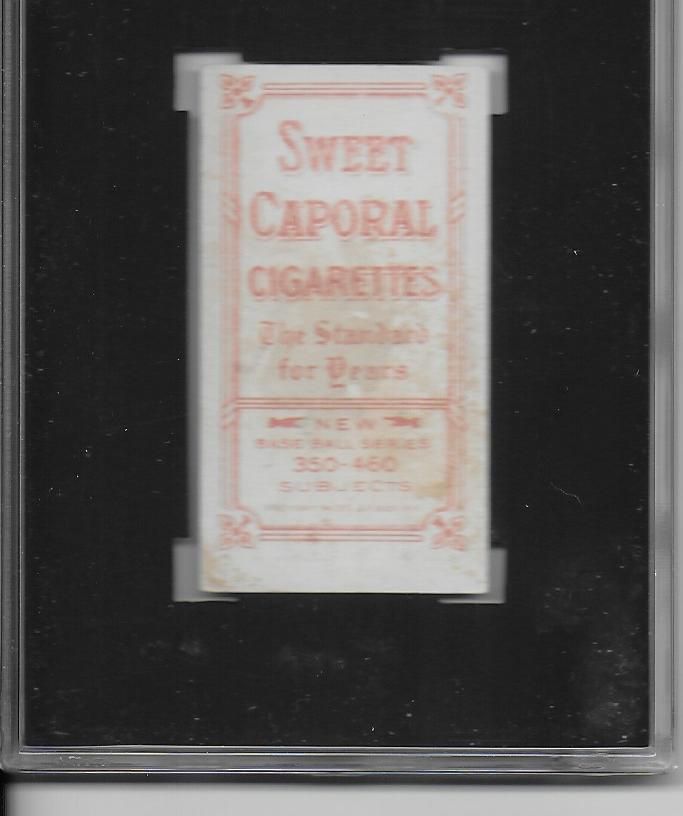 SWEET
CAPORAL
CIGARETTES
The Standard
for Years
NEW
BASE BALL SERIES
350-460
SUBJECTS